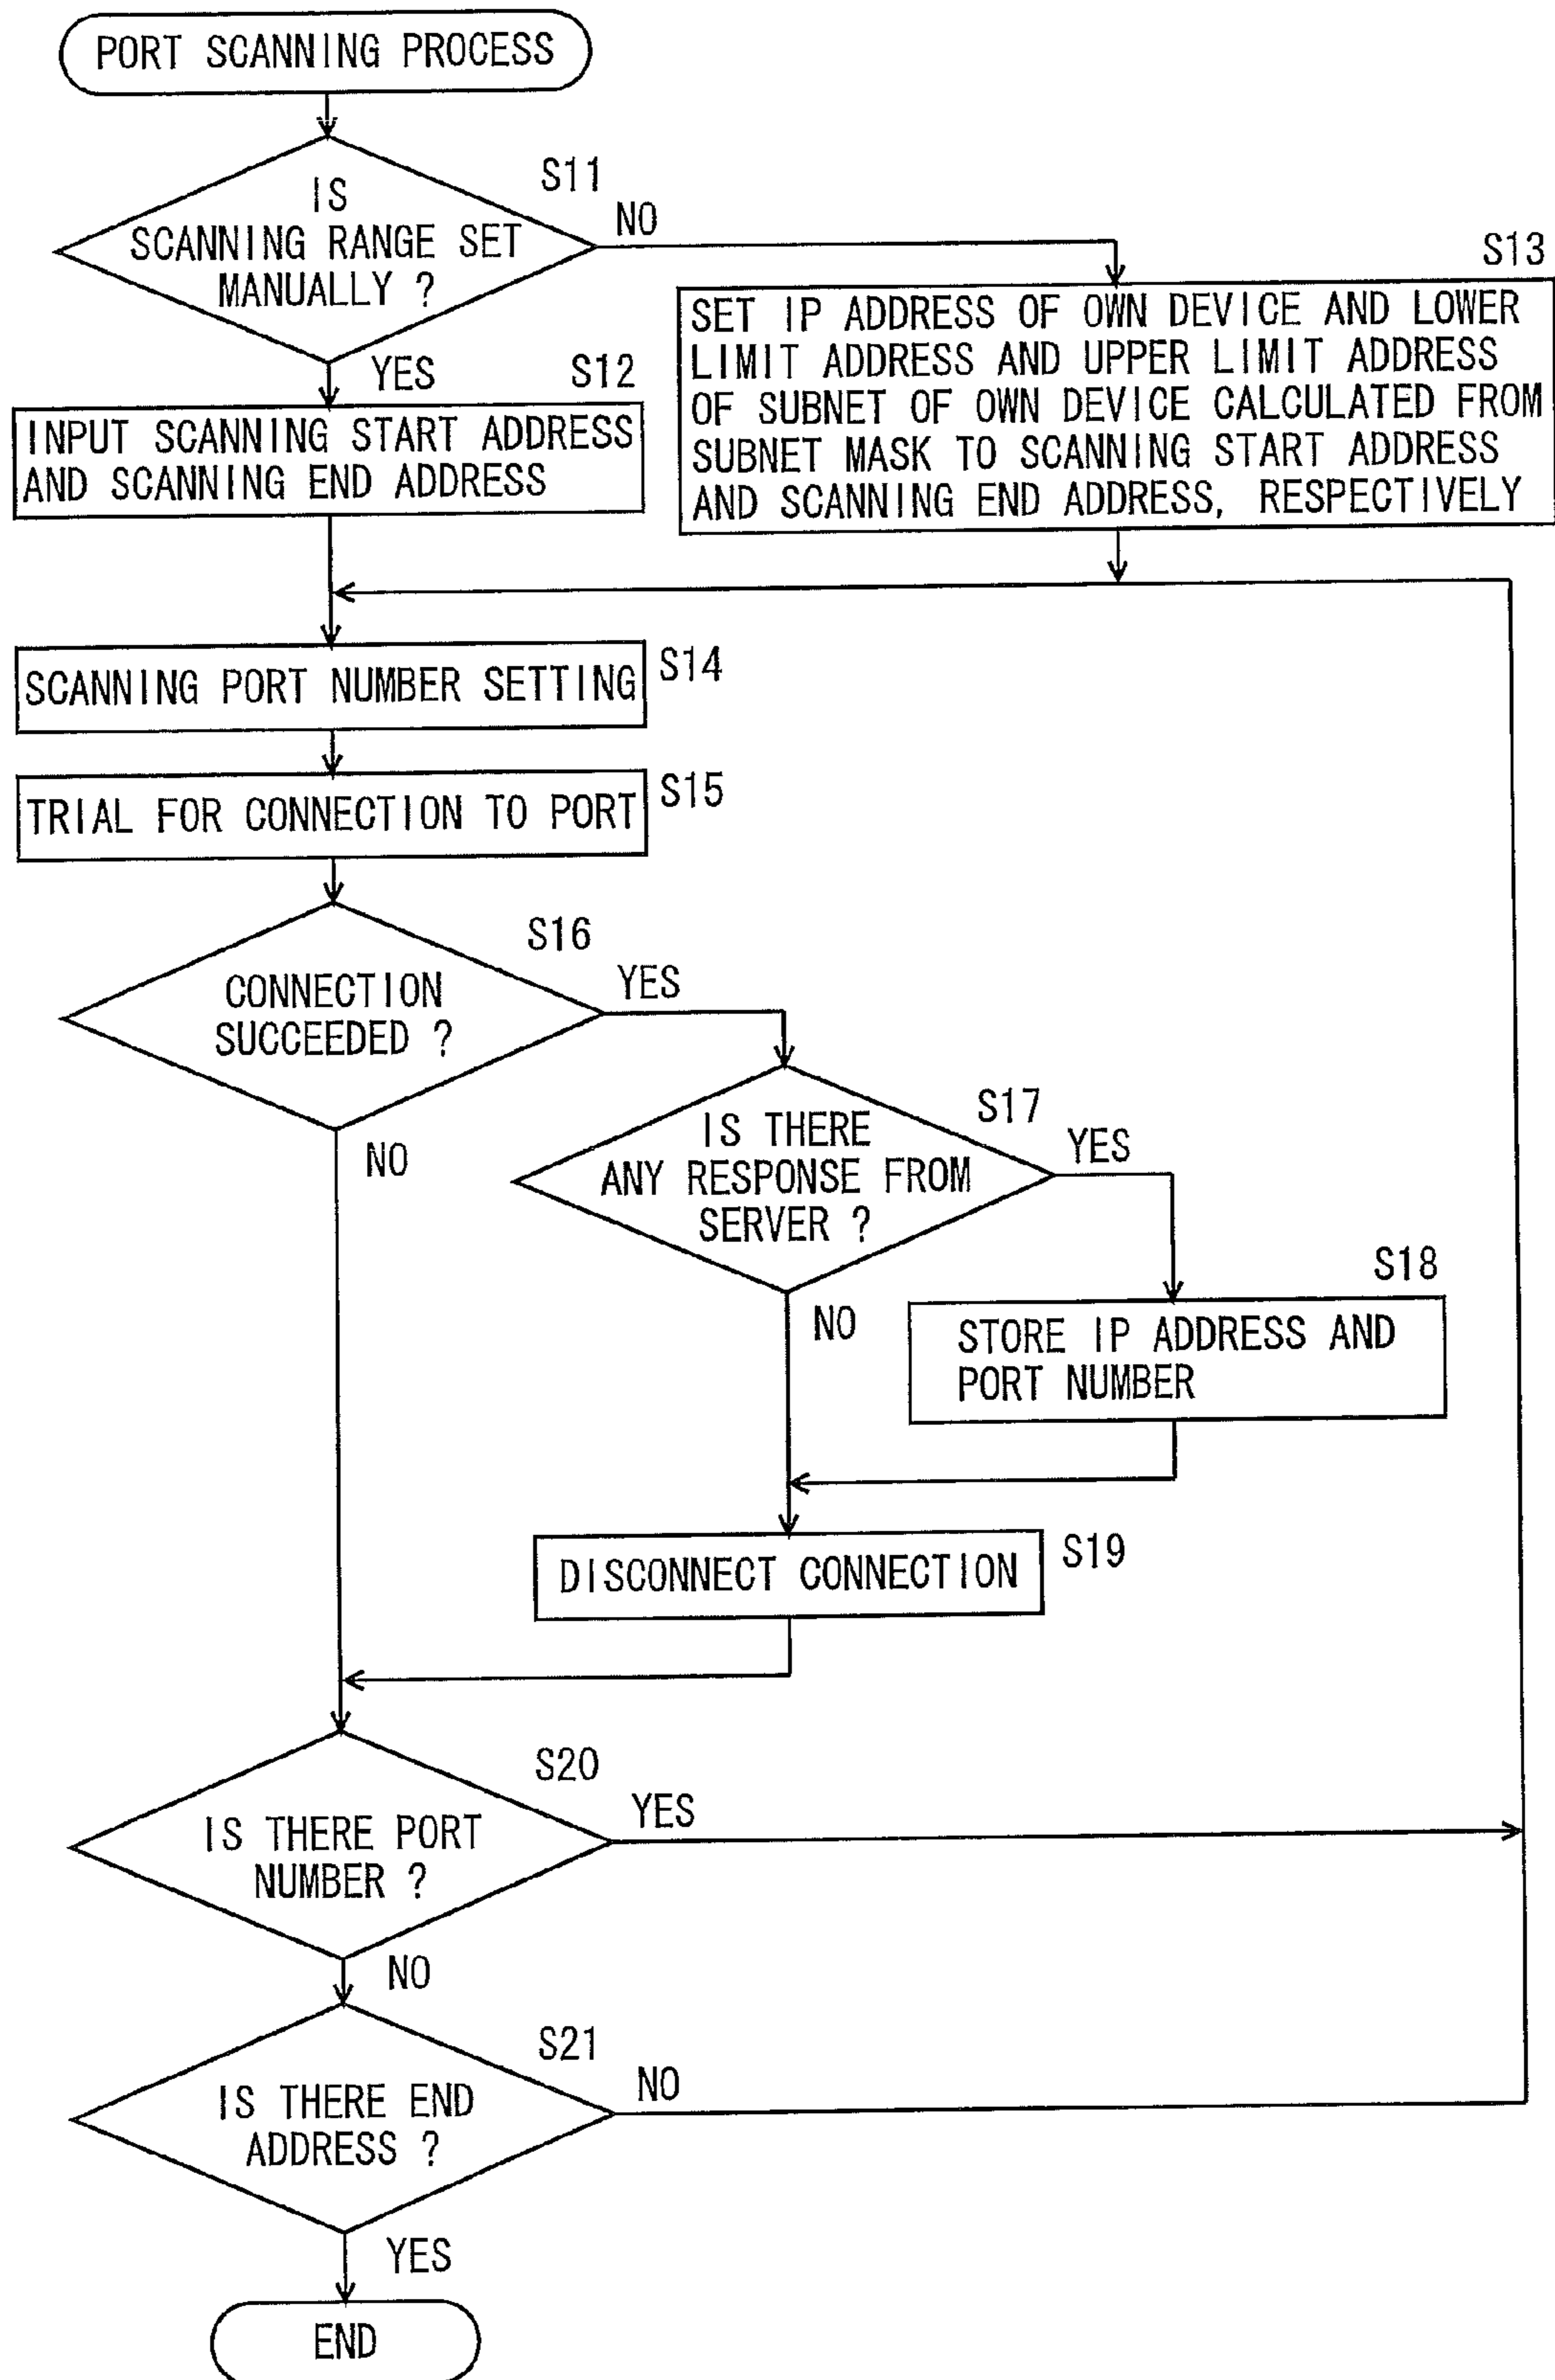 PORT SCANNING PROCESS
S11
IS
SCANNING RANGE SET
MANUALLY ?
NO
YES
S12
INPUT SCANNING START ADDRESS
AND SCANNING END ADDRESS
S13
SET IP ADDRESS OF OWN DEVICE AND LOWER
LIMIT ADDRESS AND UPPER LIMIT ADDRESS
OF SUBNET OF OWN DEVICE CALCULATED FROM
SUBNET MASK TO SCANNING START ADDRESS
AND SCANNING END ADDRESS, RESPECTIVELY
SCANNING PORT NUMBER SETTING
S14
TRIAL FOR CONNECTION TO PORT
S15
S16
CONNECTION
SUCCEEDED ?
YES
NO
S17
IS THERE
ANY RESPONSE FROM
SERVER ?
YES
NO
S18
STORE IP ADDRESS AND
PORT NUMBER
DISCONNECT CONNECTION
S19
S20
IS THERE PORT
NUMBER ?
YES
NO
S21
IS THERE END
ADDRESS ?
NO
YES
END